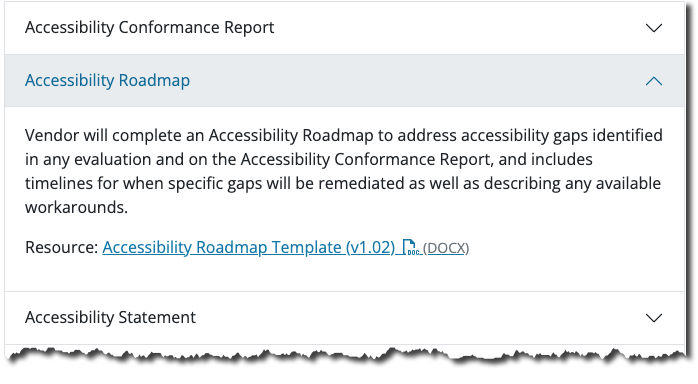 Accessibility Conformance Report
Accessibility Roadmap
Vendor will complete an Accessibility Roadmap to address accessibility gaps identified
in any evaluation and on the Accessibility Conformance Report, and includes
timelines for when specific gaps will be remediated as well as describing any available
workarounds.
Resource: Accessibility Roadmap Template (v1.02) DOC (DOCX)
Accessibility Statement